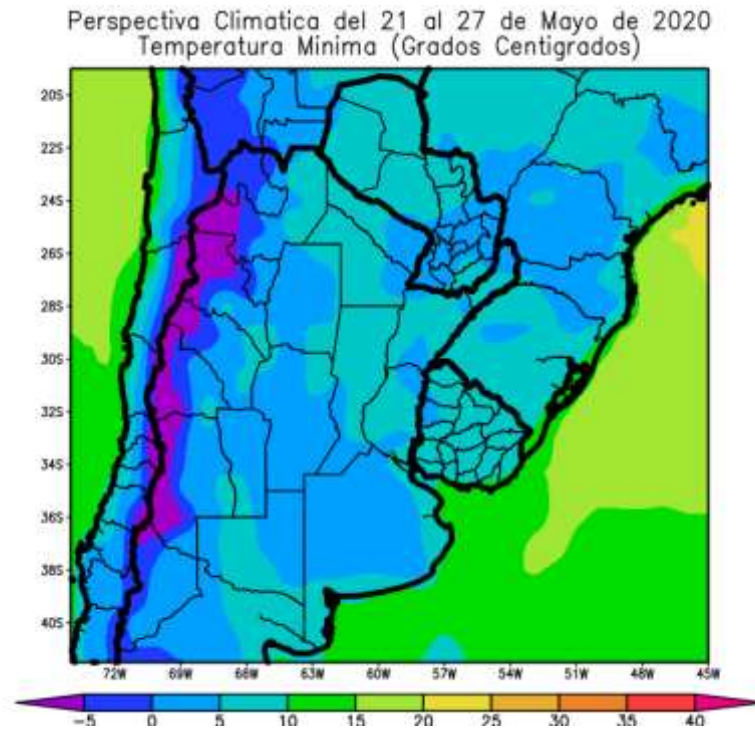 Perspectiva Climatica del 21 al 27 de Mayo de 2020
Temperatura Minima (Grados Centigrados)
20S
22S
24S
26S
28S
30S
32S
34S
36S
38S
40S
72W 69W 66W 63W 60W 57W 54W 51W 48W 45W
-5 0 5 10 15 20 25 30 35 40